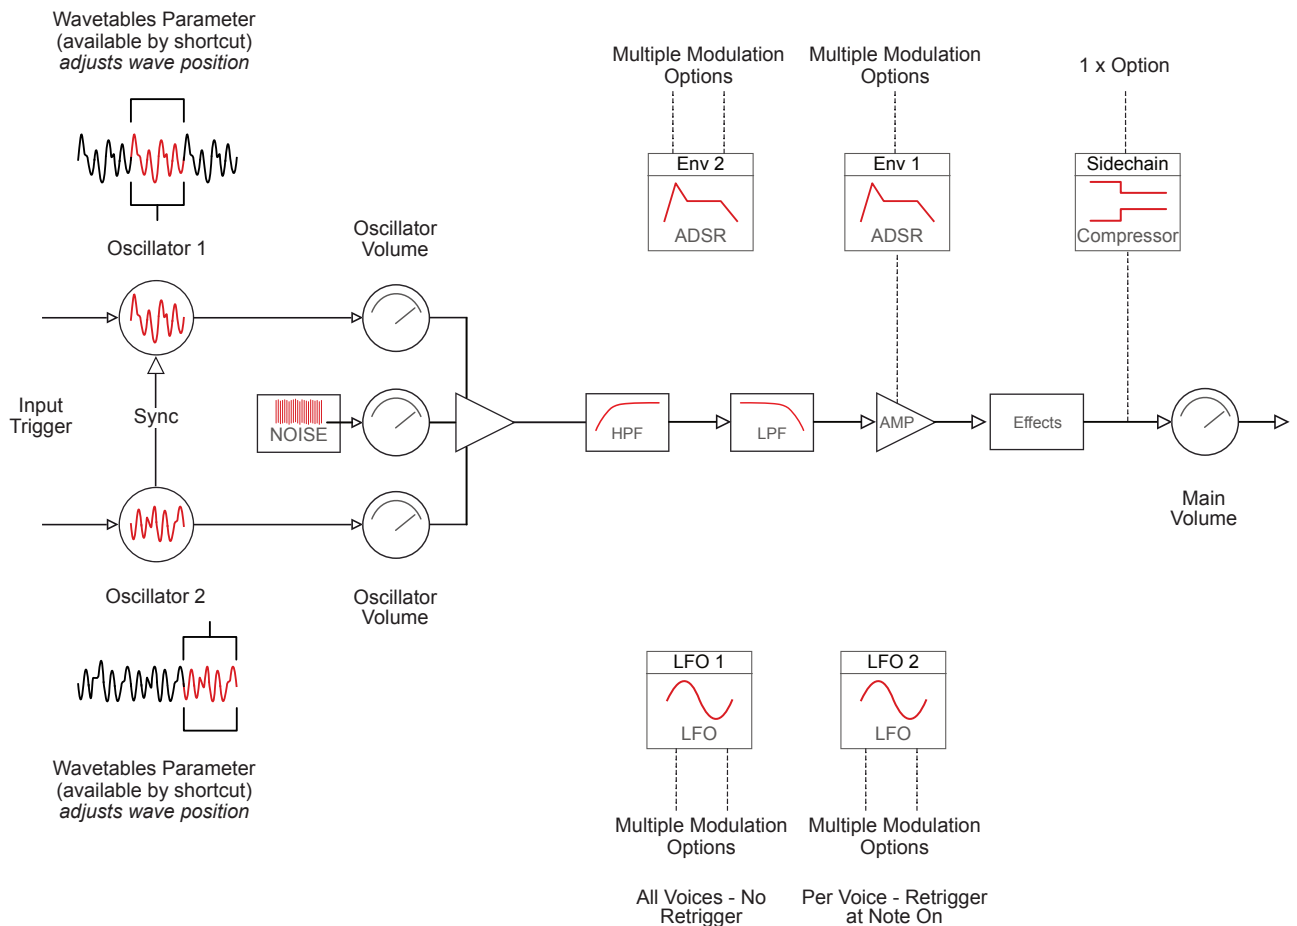 Wavetables Parameter
(available by shortcut)
adjusts wave position
Multiple Modulation
Options
Multiple Modulation
Options
1 x Option
Env 2
ADSR
Env 1
ADSR
Sidechain
Compressor
Oscillator 1
Oscillator
Volume
Input
Trigger
Sync
NOISE
HPF
LPF
AMP
Effects
Main
Volume
Oscillator 2
Oscillator
Volume
Wavetables Parameter
(available by shortcut)
adjusts wave position
LFO 1
LFO
LFO 2
LFO
Multiple Modulation
Options
Multiple Modulation
Options
All Voices - No
Retrigger
Per Voice - Retrigger
at Note On